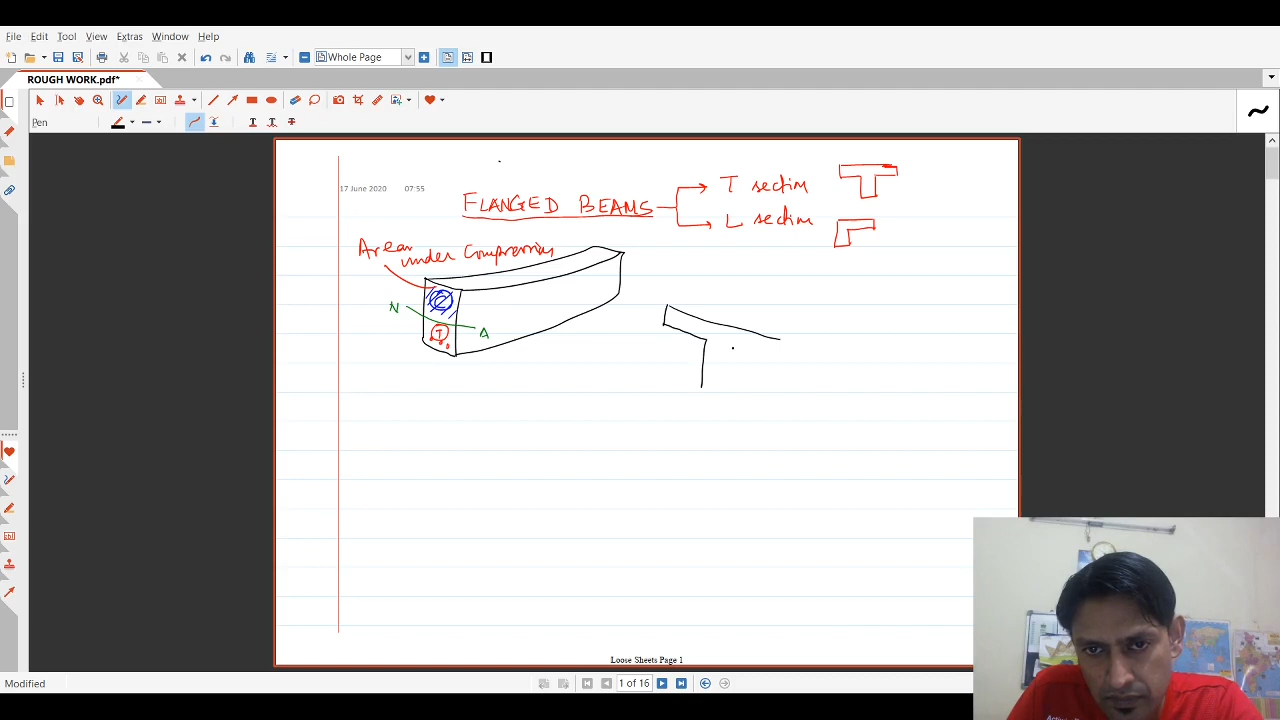 File Edit Tool View Extras Window Help
Whole Page
ROUGH WORK.pdf*
Pen
17 June 2020 07:55
FLANGED BEAMS
T section
L section
Area
under Compression
C
N
T
A
Loose Sheets Page 1
Modified
1 of 16